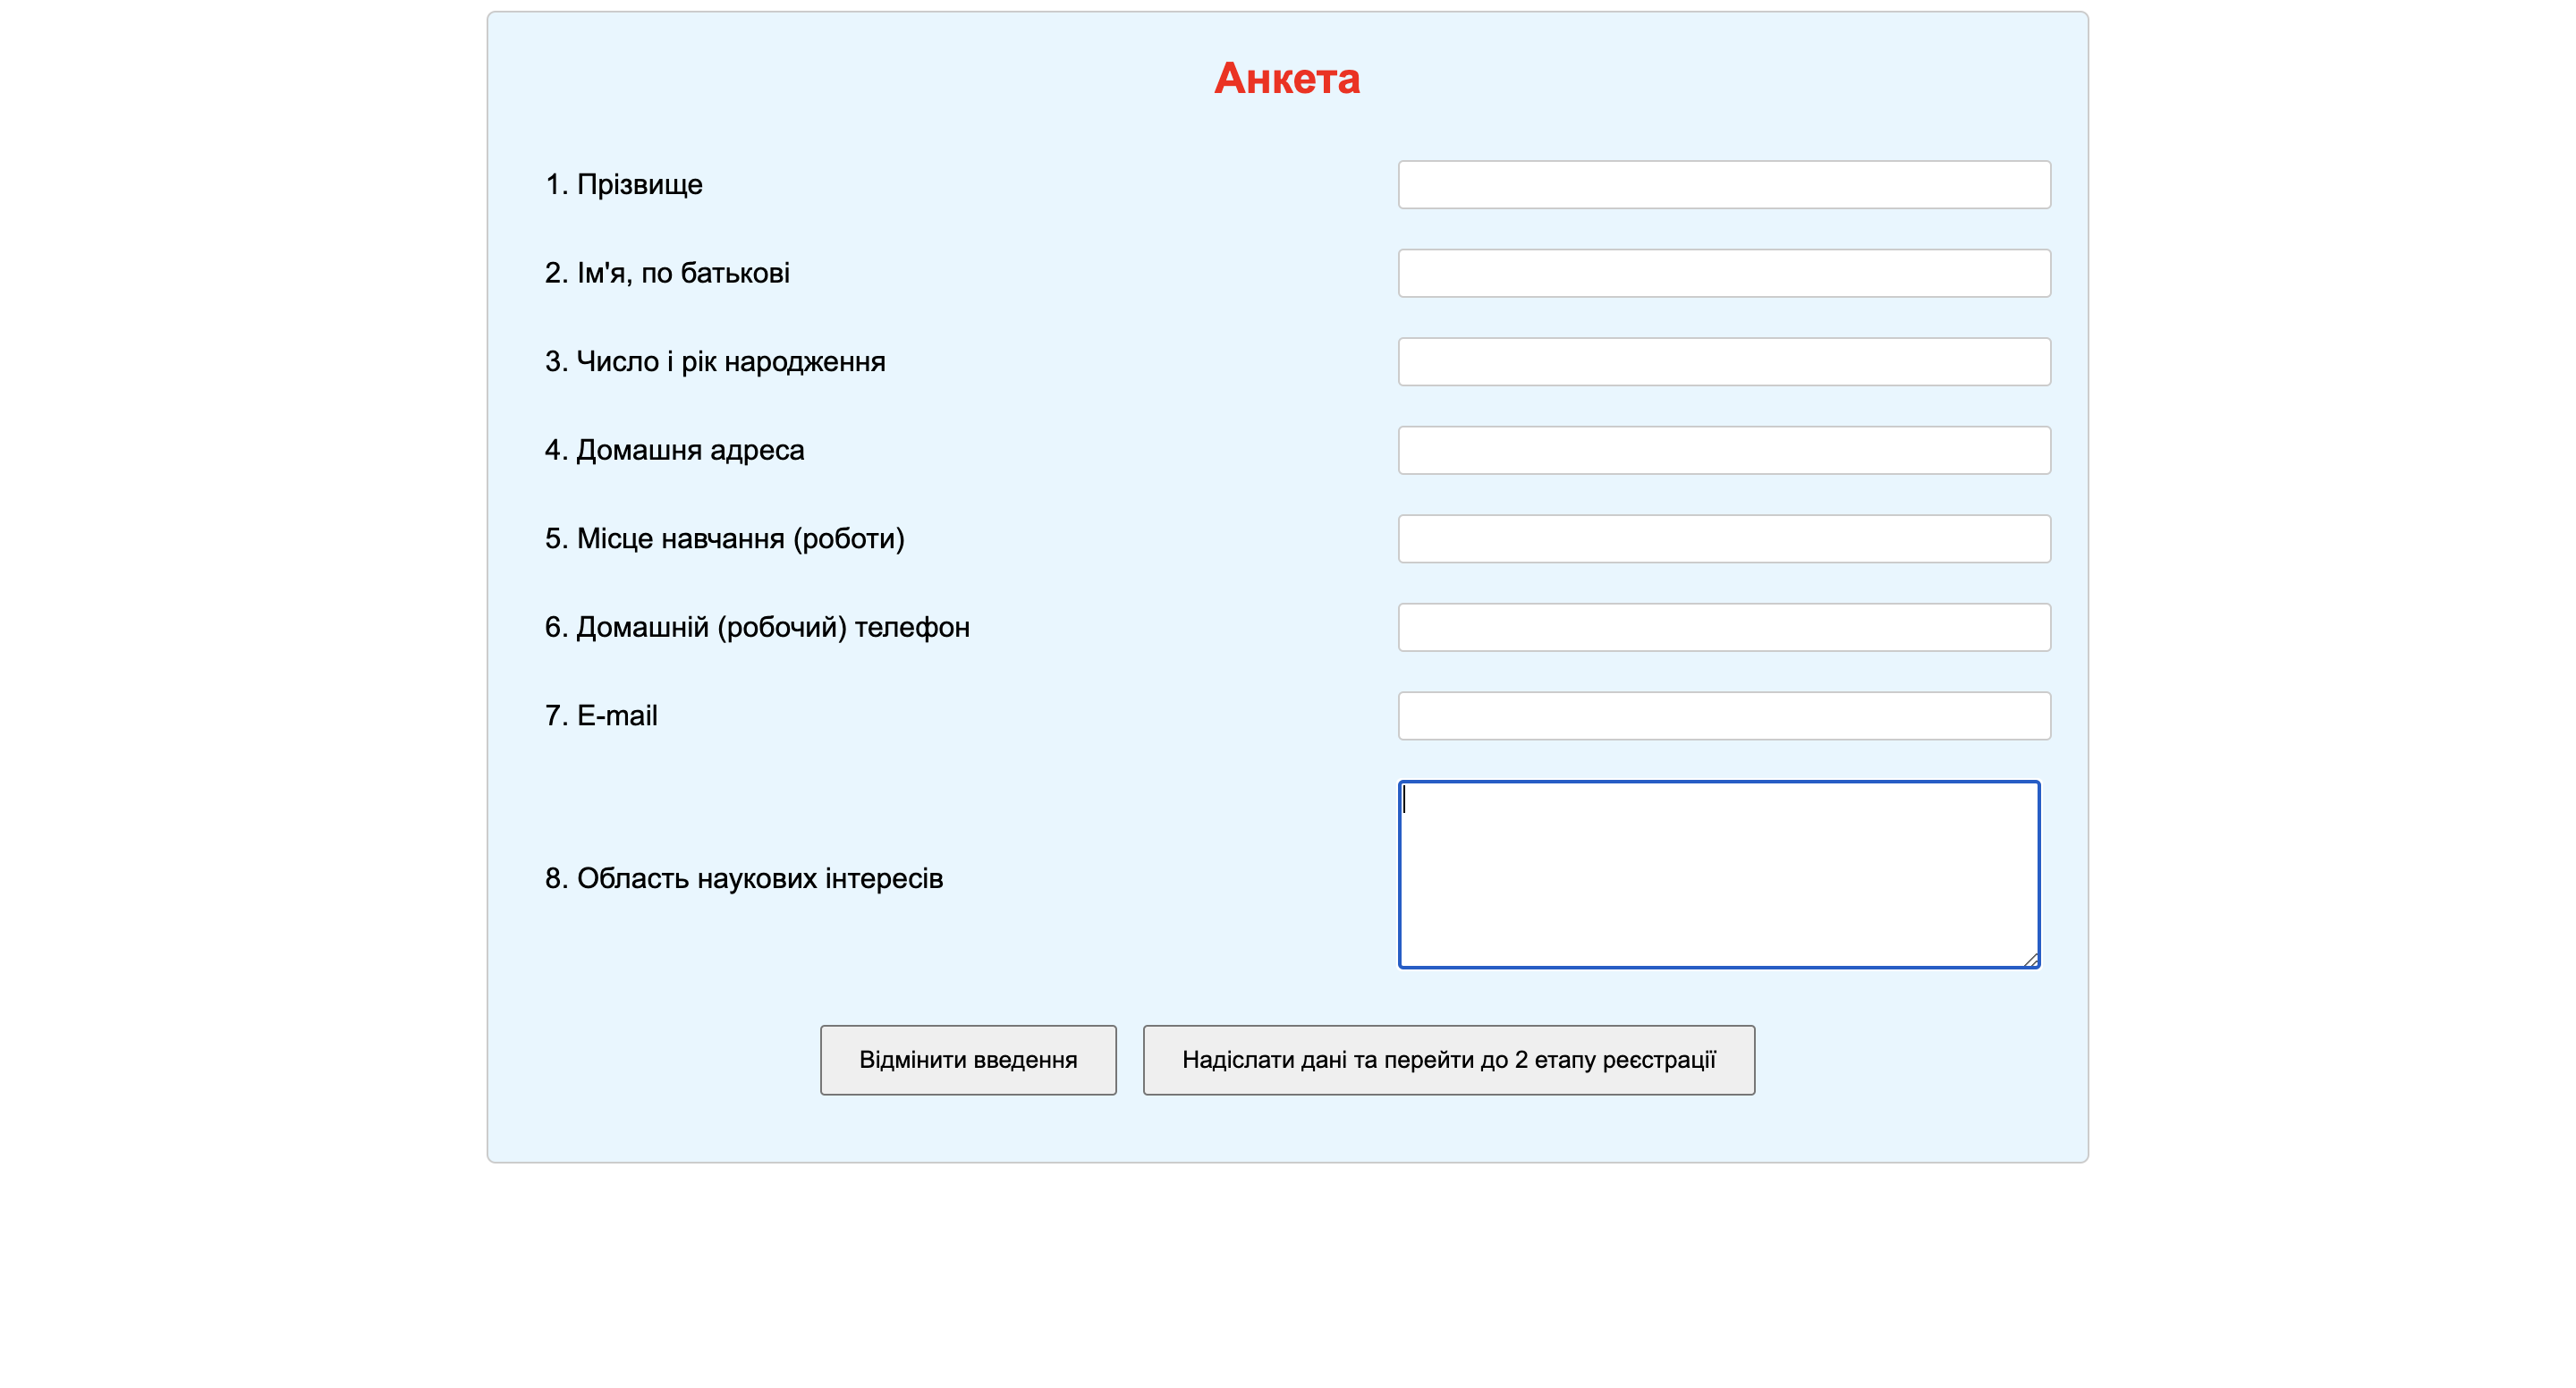 Анкета
1. Прізвище
2. Ім'я, по батькові
3. Число і рік народження
4. Домашня адреса
5. Місце навчання (роботи)
6. Домашній (робочий) телефон
7. E-mail
8. Область наукових інтересів
Відмінити введення
Надіслати дані та перейти до 2 етапу реєстрації